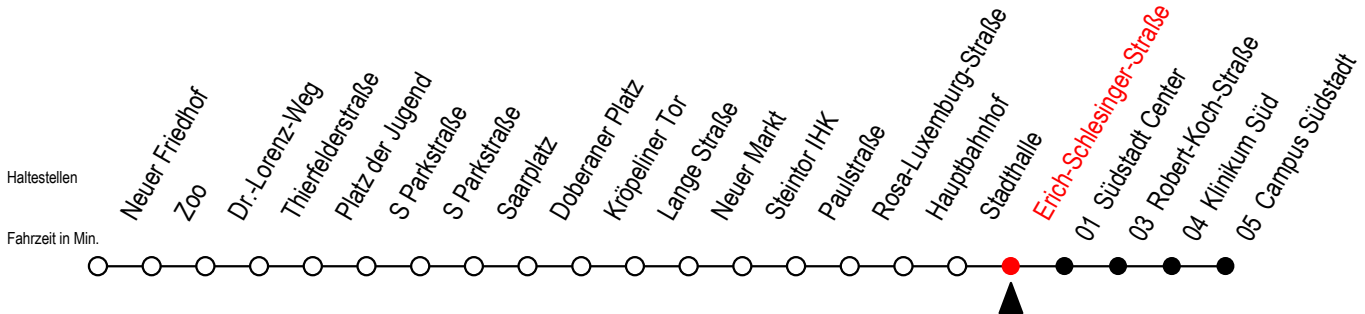 Haltestellen
Fahrzeit in Min.
Neuer Friedhof
Zoo
Dr.-Lorenz-Weg
Thierfelderstraße
Platz der Jugend
S Parkstraße
S Parkstraße
Saarplatz
Doberaner Platz
Kröpeliner Tor
Lange Straße
Neuer Markt
Steintor IHK
Paulstraße
Rosa-Luxemburg-Straße
Hauptbahnhof
Stadthalle
Erich-Schlesinger-Straße
01 Südstadt Center
03 Robert-Koch-Straße
04 Klinikum Süd
05 Campus Südstadt